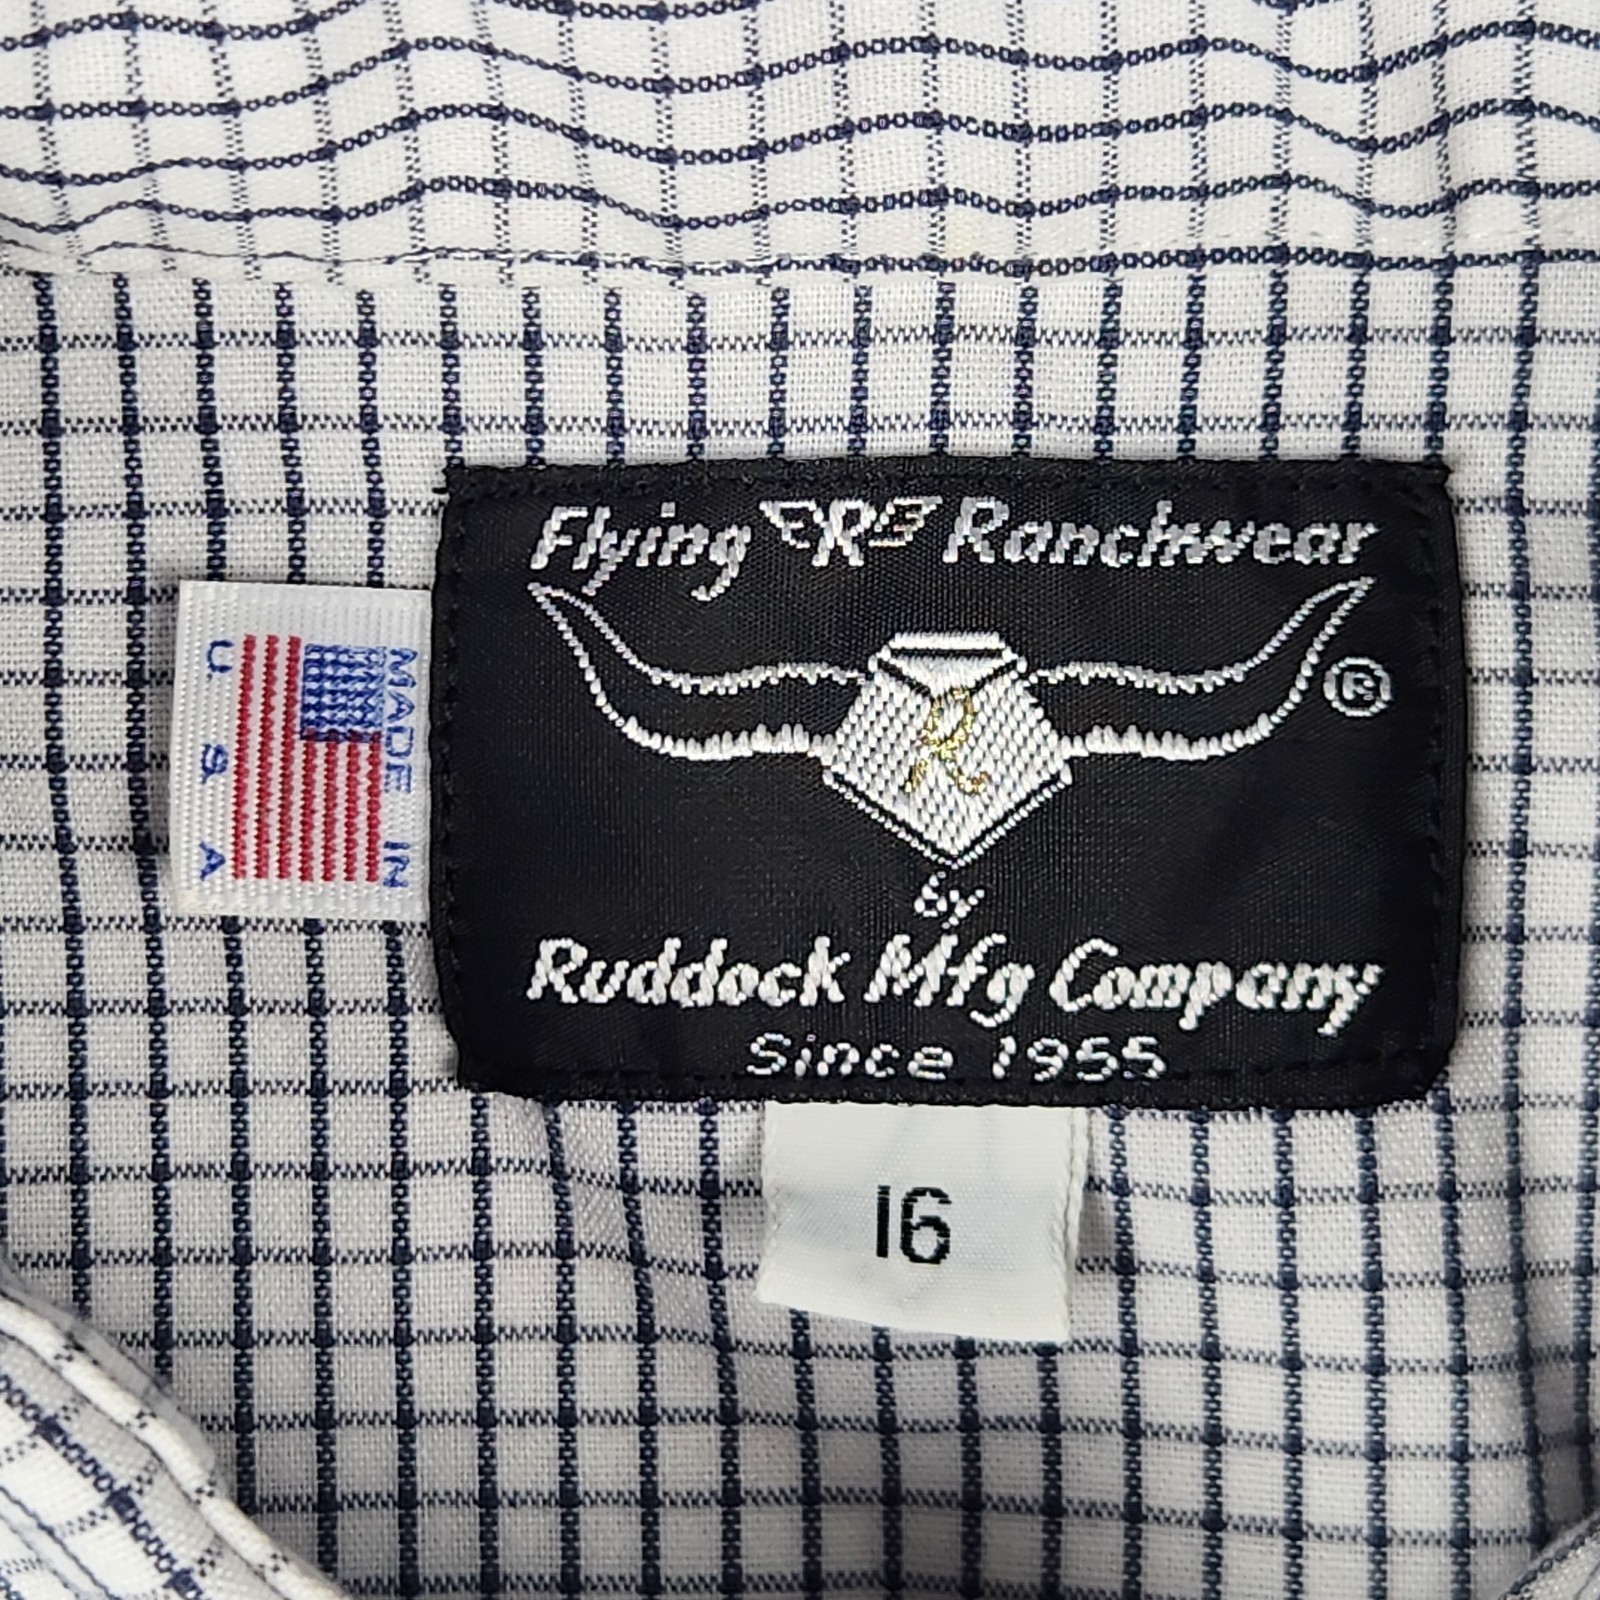 Flying R Ranchwear
R
®
by
Ruddock Mfg Company
Since 1955
MADE IN
U.S.A
16